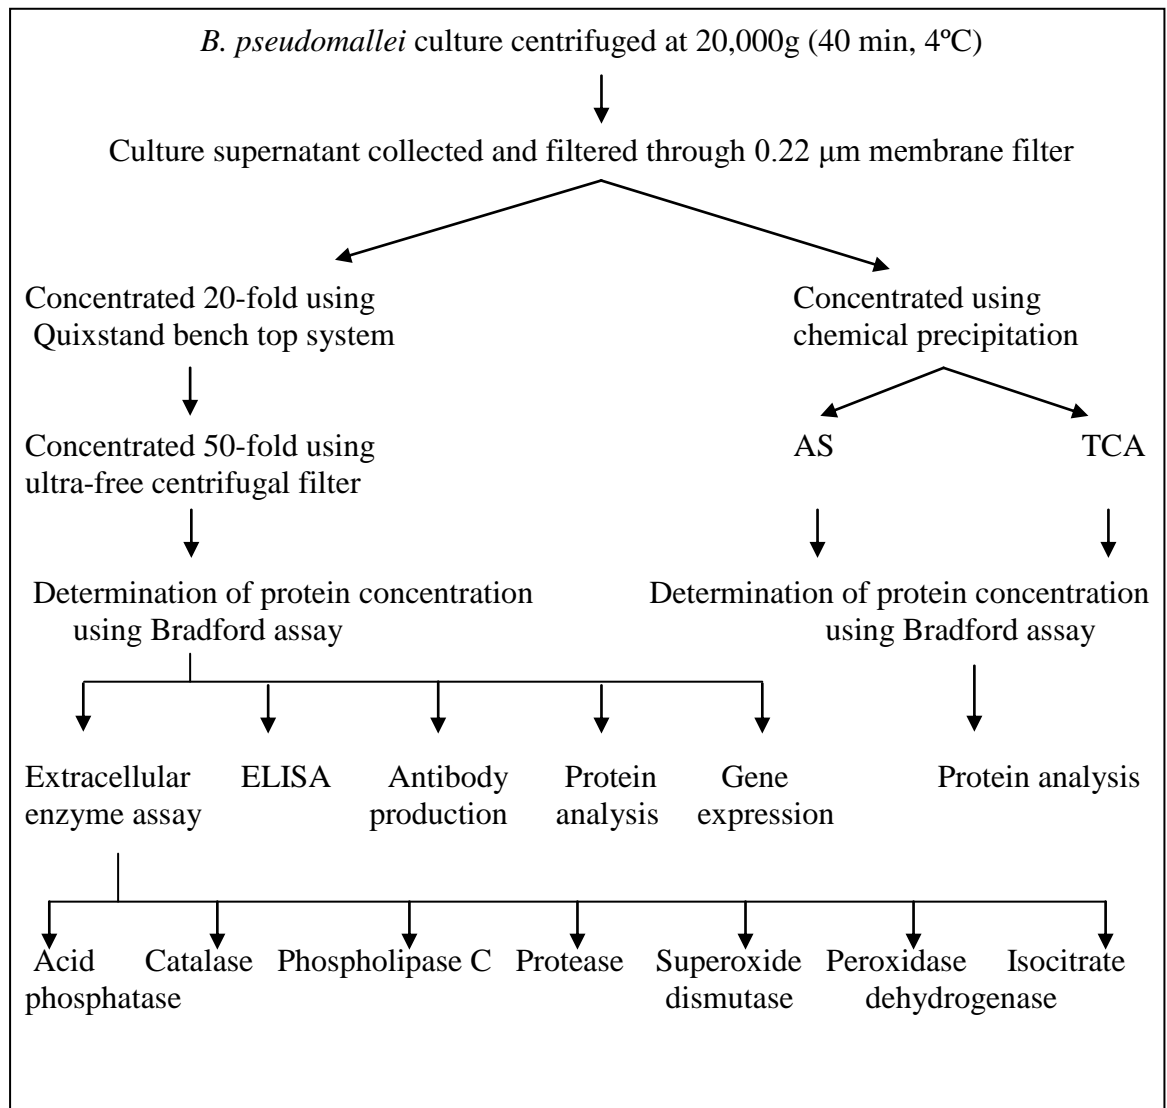 B. pseudomallei culture centrifuged at 20,000g (40 min, 4ºC)
Culture supernatant collected and filtered through 0.22 μm membrane filter
Concentrated 20-fold using
Quixstand bench top system
Concentrated using
chemical precipitation
Concentrated 50-fold using
ultra-free centrifugal filter
AS
TCA
Determination of protein concentration
using Bradford assay
Determination of protein concentration
using Bradford assay
Extracellular
enzyme assay
ELISA
Antibody
production
Protein
analysis
Gene
expression
Protein analysis
Acid
phosphatase
Catalase
Phospholipase C
Protease
Superoxide
dismutase
Peroxidase
Isocitrate
dehydrogenase